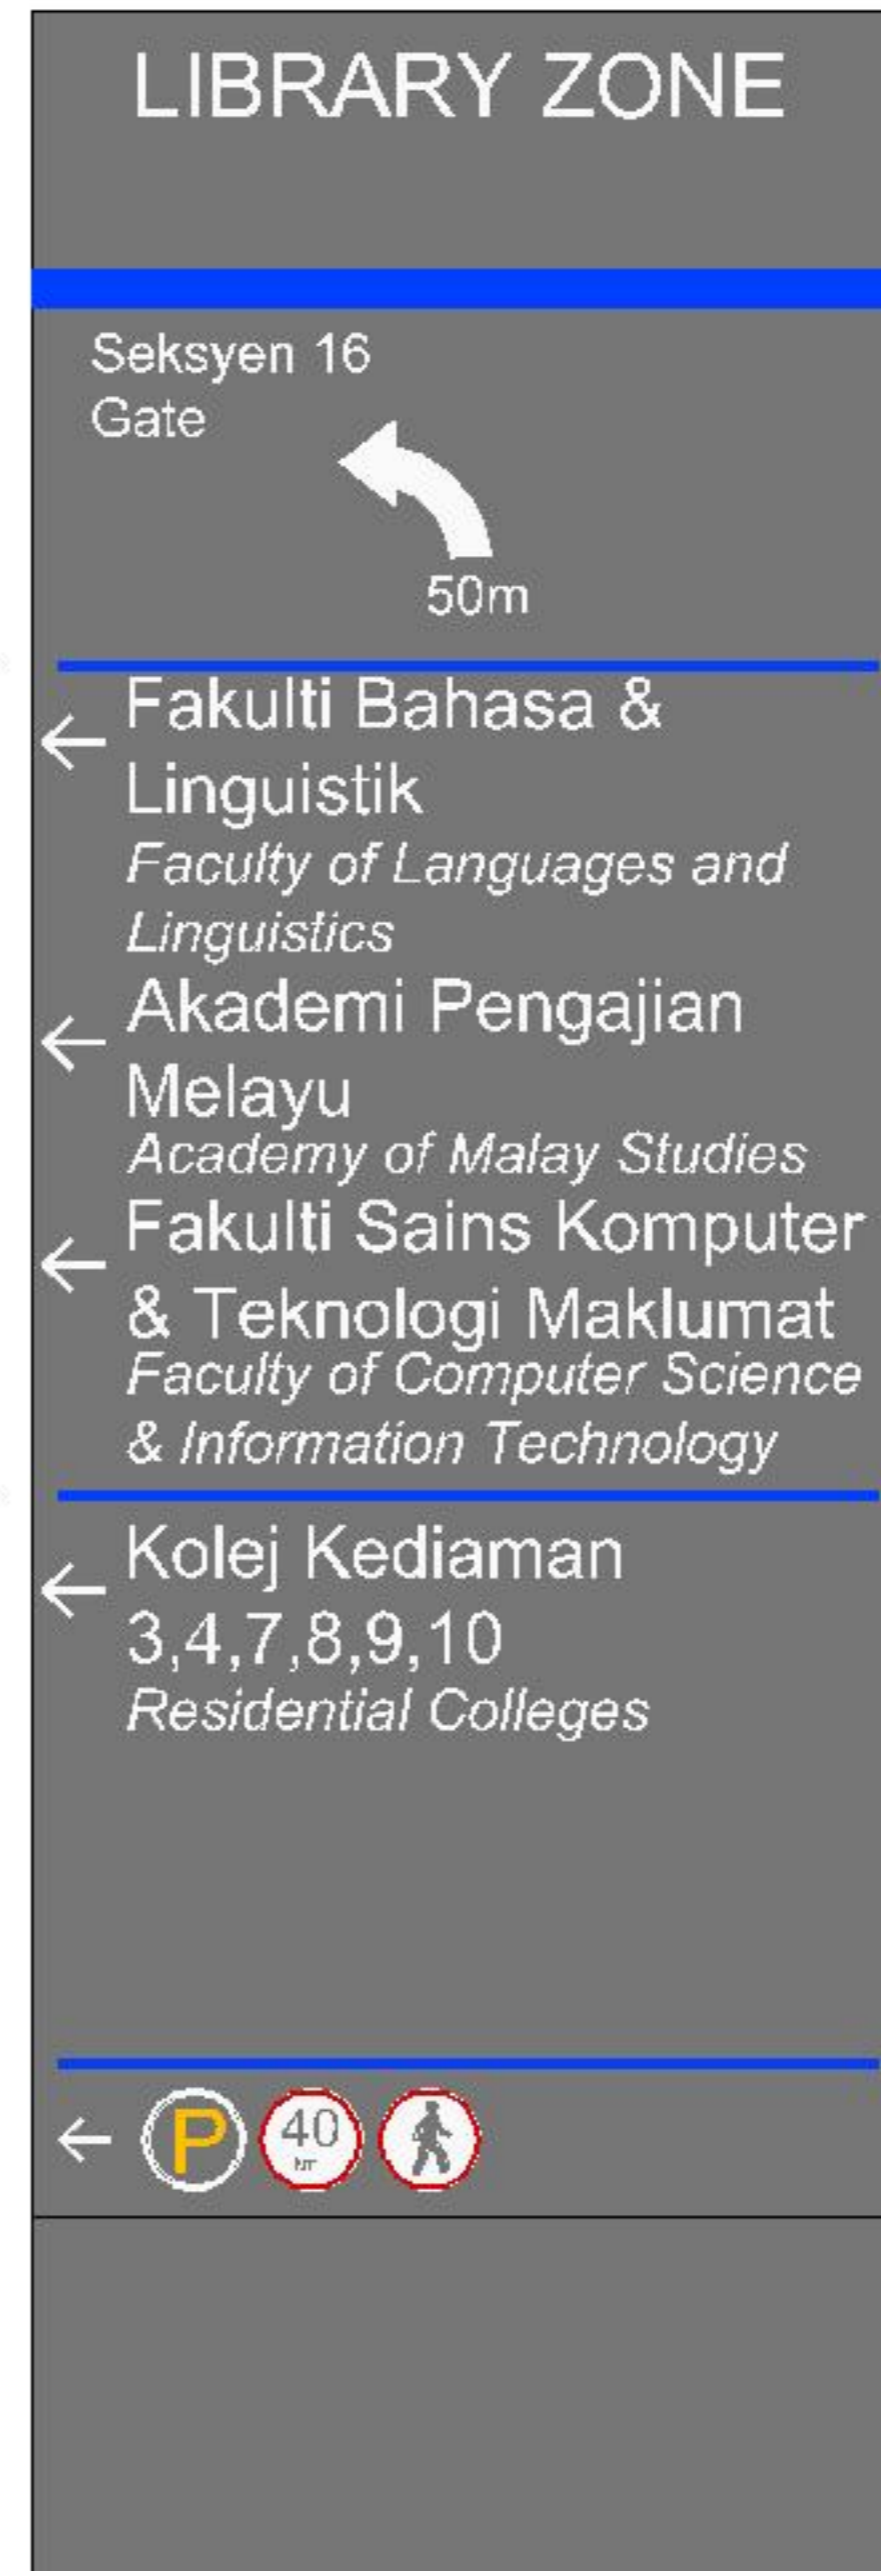 LIBRARY ZONE
Seksyen 16
Gate
50m
Fakulti Bahasa &
Linguistik
Faculty of Languages and
Linguistics
Akademi Pengajian
Melayu
Academy of Malay Studies
Fakulti Sains Komputer
& Teknologi Maklumat
Faculty of Computer Science
& Information Technology
Kolej Kediaman
3,4,7,8,9,10
Residential Colleges
P
40